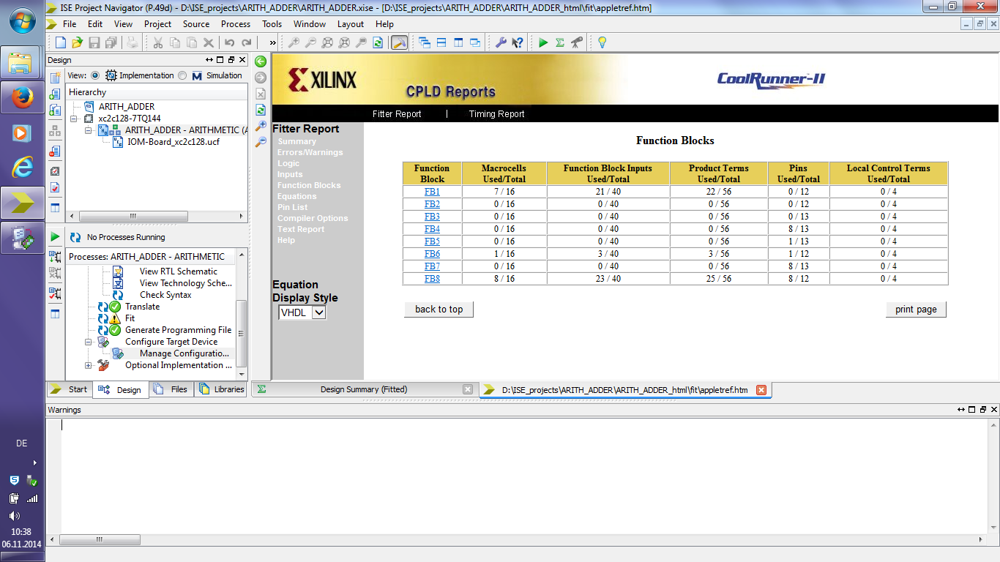 ISE Project Navigator (P.49d) - D:\ISE_projects\ARITH_ADDER\ARITH_ADDER.xise - [D:\ISE_projects\ARITH_ADDER\ARITH_ADDER_html\fit\appletref.htm]
File Edit View Project Source Process Tools Window Layout Help
»
Design
View: Implementation Simulation
Hierarchy
ARITH_ADDER
xc2c128-7TQ144
ARITH_ADDER - ARITHMETIC (A
IOM-Board_xc2c128.ucf
No Processes Running
Processes: ARITH_ADDER - ARITHMETIC
View RTL Schematic
View Technology Sche...
Check Syntax
Translate
Fit
Generate Programming File
Configure Target Device
Manage Configuratio...
Optional Implementation ...
Start Design Files Libraries
XILINX
CPLD Reports
CoolRunner-II
Fitter Report | Timing Report
Fitter Report
Summary
Errors/Warnings
Logic
Inputs
Function Blocks
Equations
Pin List
Compiler Options
Text Report
Help
Equation
Display Style
VHDL
Function Blocks
Function Block Macrocells Used/Total Function Block Inputs Used/Total Product Terms Used/Total Pins Used/Total Local Control Terms Used/Total
FB1 7 / 16 21 / 40 22 / 56 0 / 12 0 / 4
FB2 0 / 16 0 / 40 0 / 56 0 / 12 0 / 4
FB3 0 / 16 0 / 40 0 / 56 0 / 13 0 / 4
FB4 0 / 16 0 / 40 0 / 56 8 / 13 0 / 4
FB5 0 / 16 0 / 40 0 / 56 1 / 13 0 / 4
FB6 1 / 16 3 / 40 3 / 56 1 / 12 0 / 4
FB7 0 / 16 0 / 40 0 / 56 8 / 13 0 / 4
FB8 8 / 16 23 / 40 25 / 56 8 / 12 0 / 4
back to top print page
Design Summary (Fitted) D:\ISE_projects\ARITH_ADDER\ARITH_ADDER_html\fit\appletref.htm
Warnings
DE
10:38
06.11.2014